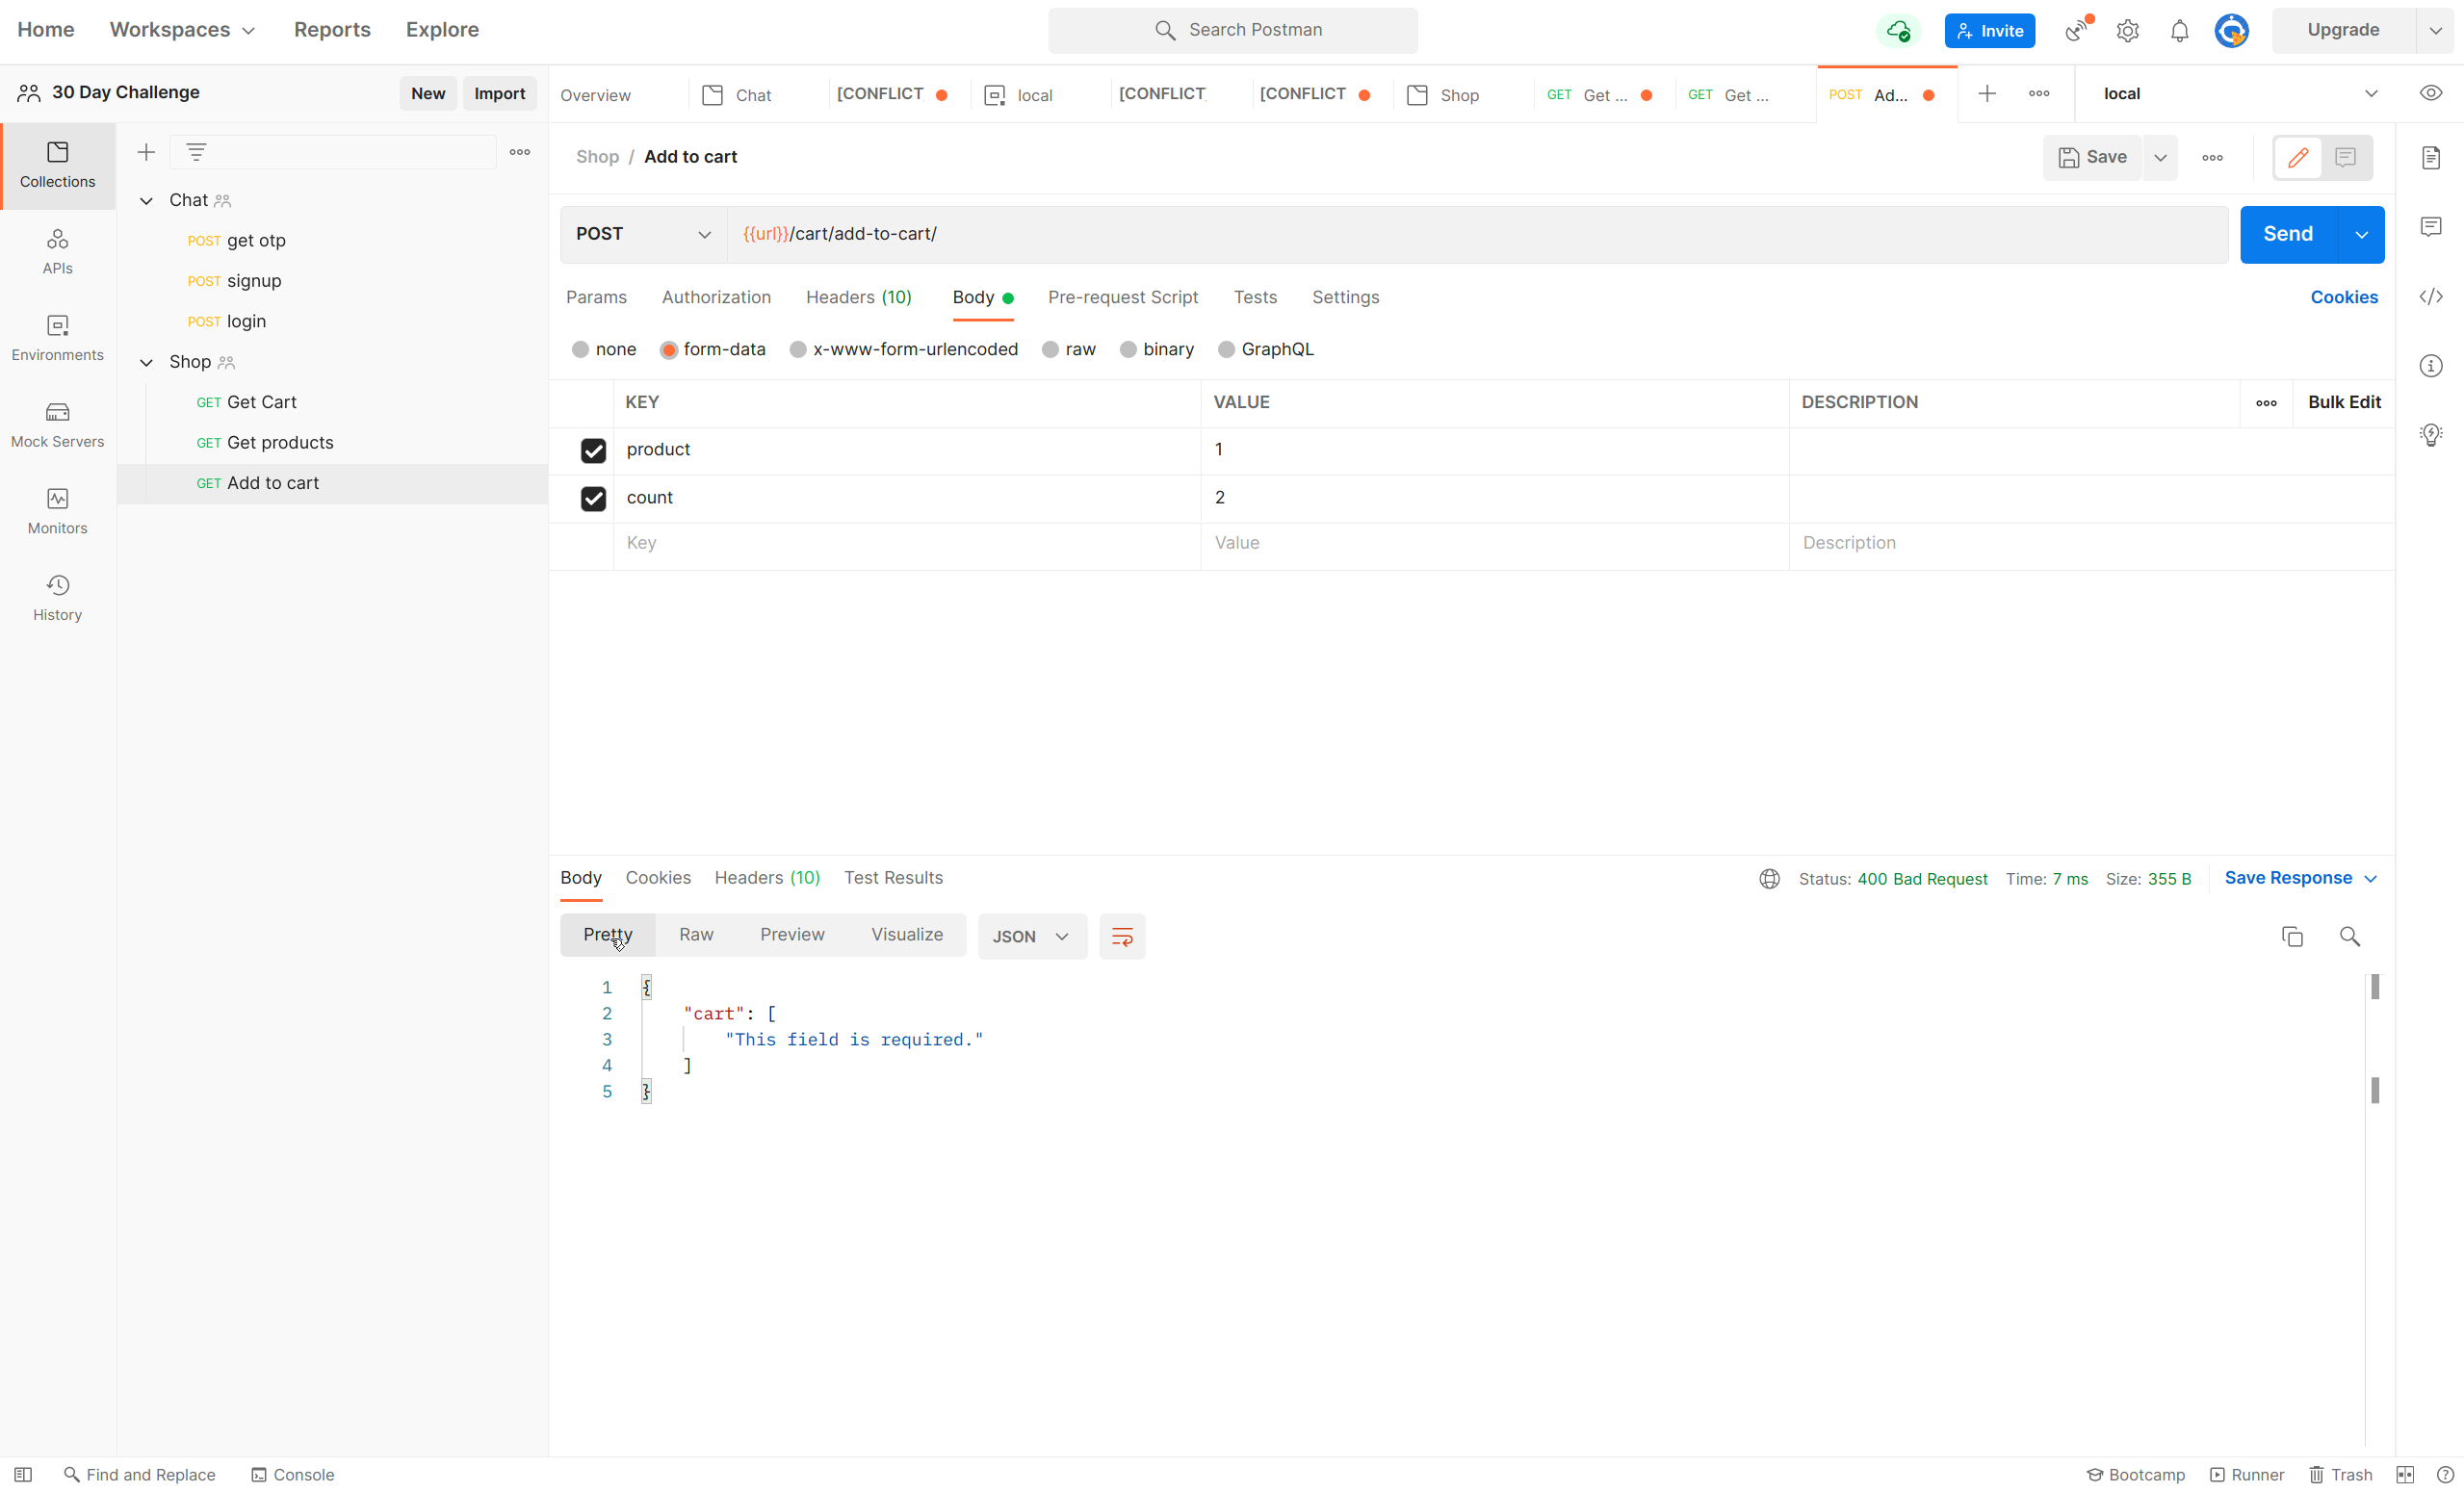 Home Workspaces Reports Explore Search Postman Invite Upgrade
30 Day Challenge New Import Overview Chat [CONFLICT local [CONFLICT [CONFLICT Shop GET Get ... GET Get ... POST Ad... local
Collections
APIs
Environments
Mock Servers
Monitors
History
Chat
POST get otp
POST signup
POST login
Shop
GET Get Cart
GET Get products
GET Add to cart
Shop / Add to cart Save
POST {{url}}/cart/add-to-cart/ Send
Params Authorization Headers (10) Body Pre-request Script Tests Settings Cookies
none form-data x-www-form-urlencoded raw binary GraphQL
KEY VALUE DESCRIPTION Bulk Edit
product 1
count 2
Key Value Description
Body Cookies Headers (10) Test Results Status: 400 Bad Request Time: 7 ms Size: 355 B Save Response
Pretty Raw Preview Visualize JSON
1 {
2 "cart": [
3 "This field is required."
4 ]
5 }
Find and Replace Console Bootcamp Runner Trash